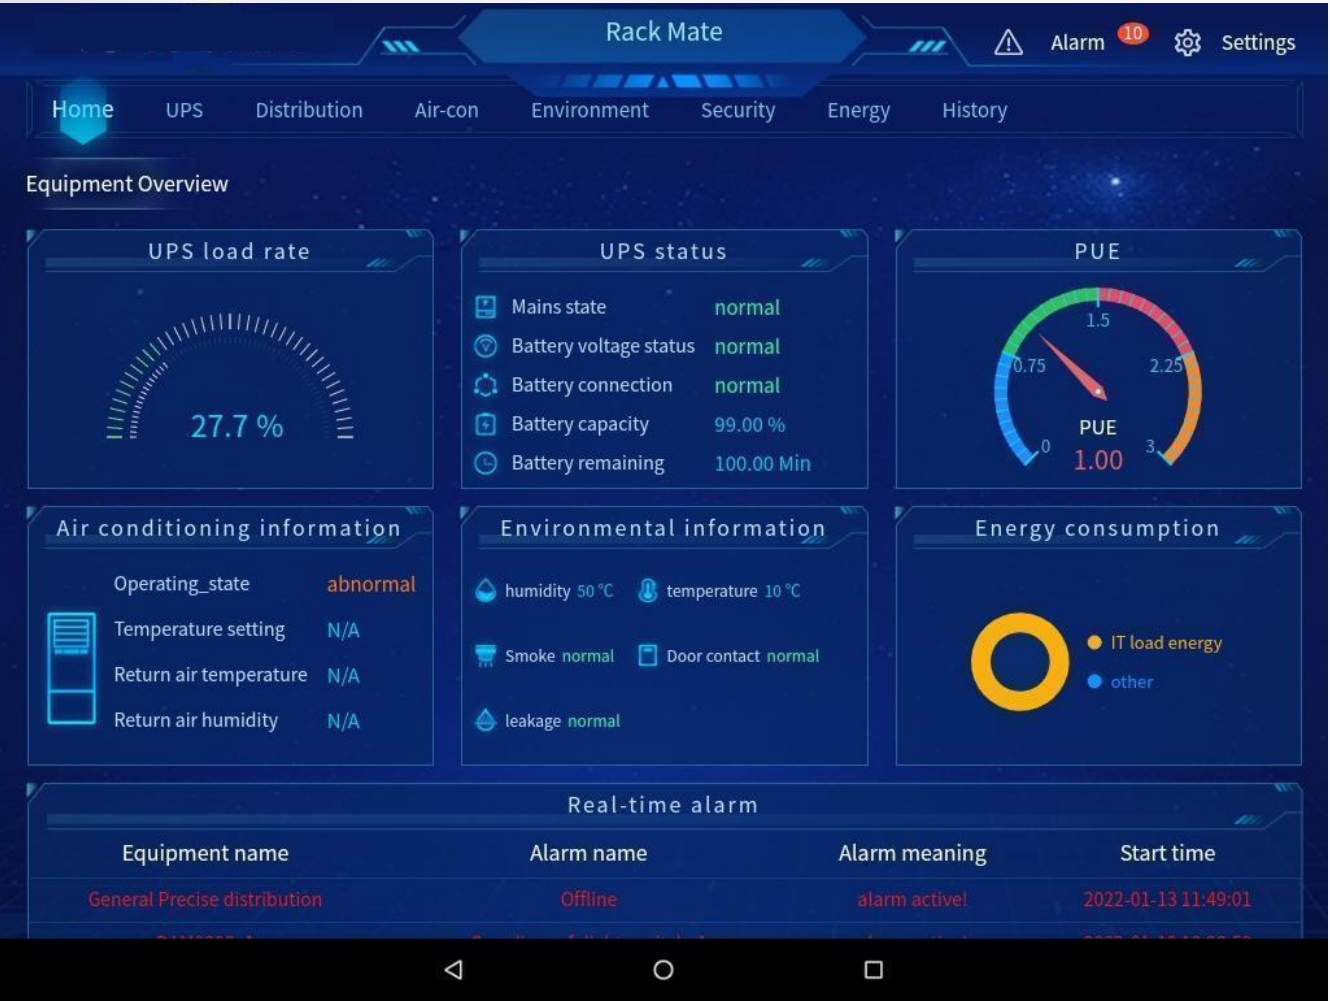 Rack Mate
Alarm 10 Settings
Home UPS Distribution Air-con Environment Security Energy History
Equipment Overview
UPS load rate
27.7 %
UPS status
Mains state normal
Battery voltage status normal
Battery connection normal
Battery capacity 99.00 %
Battery remaining 100.00 Min
PUE
1.5
0.75 2.25
0 3
PUE
1.00
Air conditioning information
Operating_state abnormal
Temperature setting N/A
Return air temperature N/A
Return air humidity N/A
Environmental information
humidity 50 °C temperature 10 °C
Smoke normal Door contact normal
leakage normal
Energy consumption
IT load energy
other
Real-time alarm
Equipment name Alarm name Alarm meaning Start time
General Precise distribution Offline alarm active! 2022-01-13 11:49:01